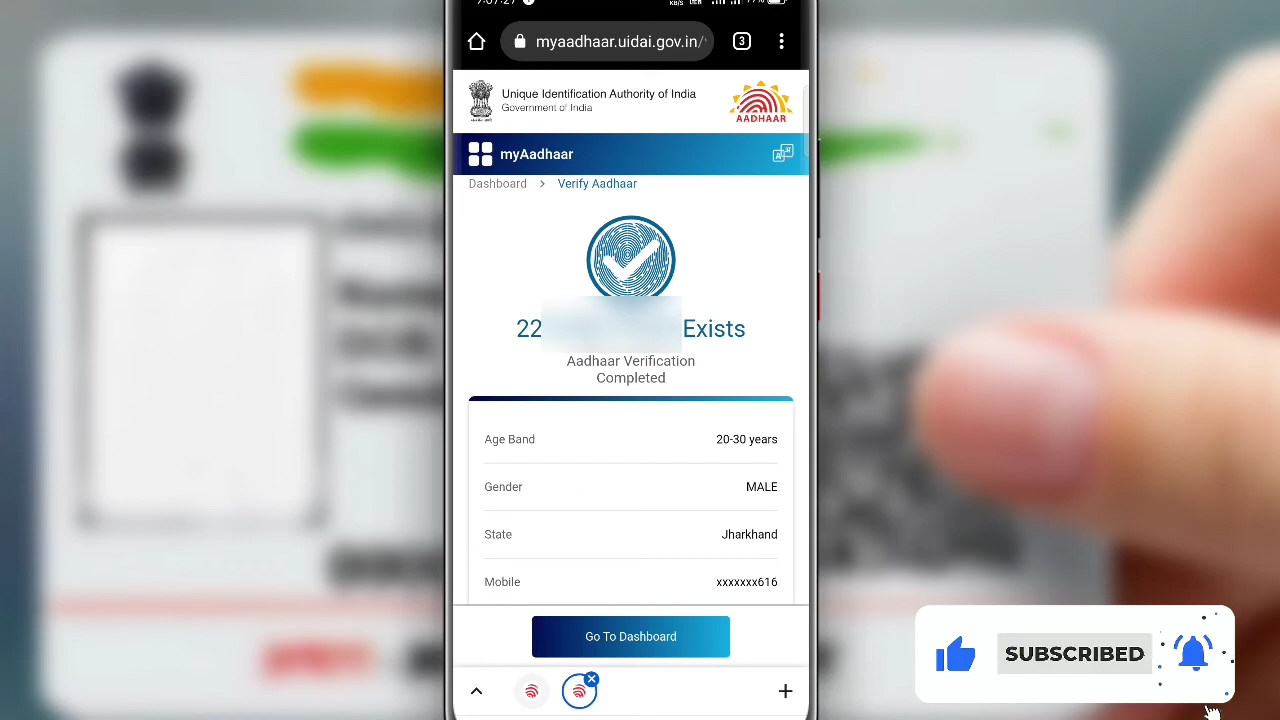 myaadhaar.uidai.gov.in/
3
Unique Identification Authority of India
Government of India
AADHAAR
myAadhaar
Dashboard > Verify Aadhaar
22 Exists
Aadhaar Verification
Completed
Age Band 20-30 years
Gender MALE
State Jharkhand
Mobile xxxxxxx616
Go To Dashboard
SUBSCRIBED